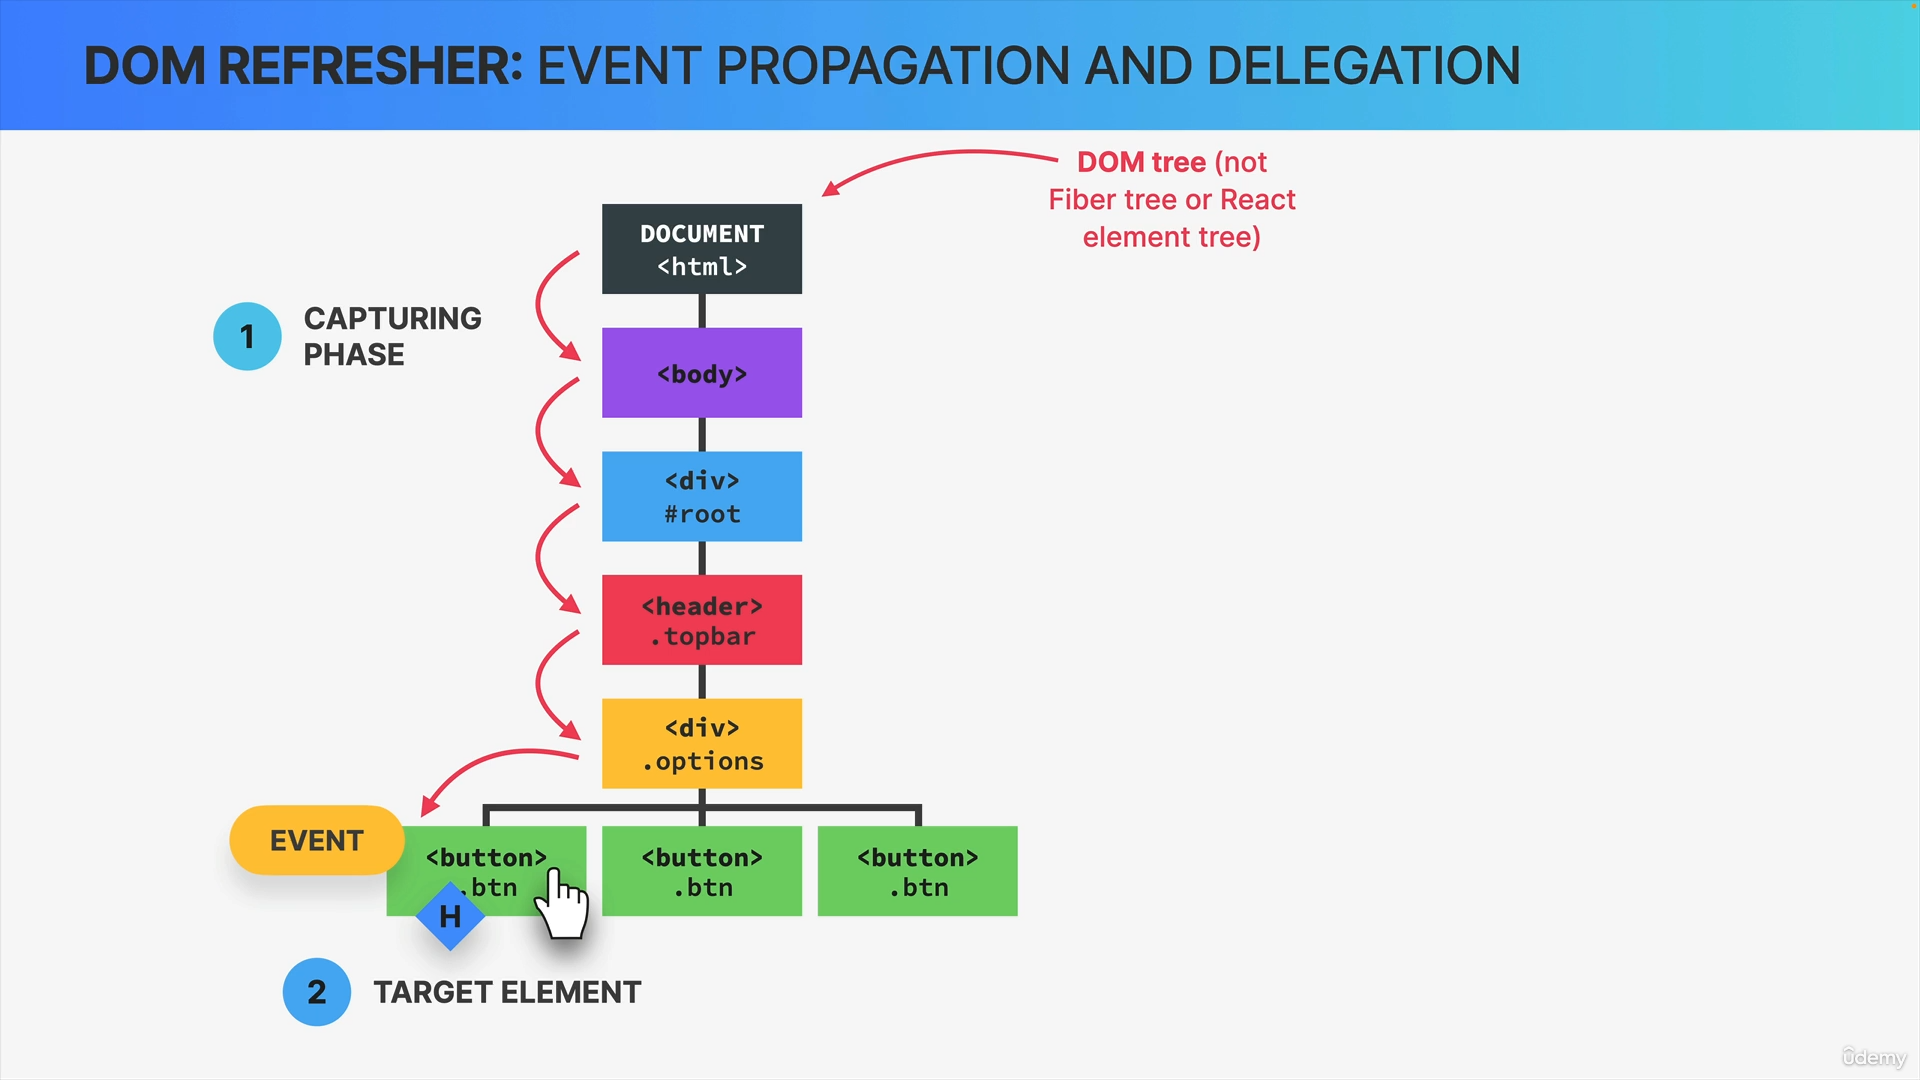 DOM REFRESHER: EVENT PROPAGATION AND DELEGATION
DOM tree (not
Fiber tree or React
element tree)
DOCUMENT
<html>
1
CAPTURING
PHASE
<body>
<div>
#root
<header>
.topbar
<div>
.options
EVENT
<button>
.btn
H
<button>
.btn
<button>
.btn
2
TARGET ELEMENT
ûdemy